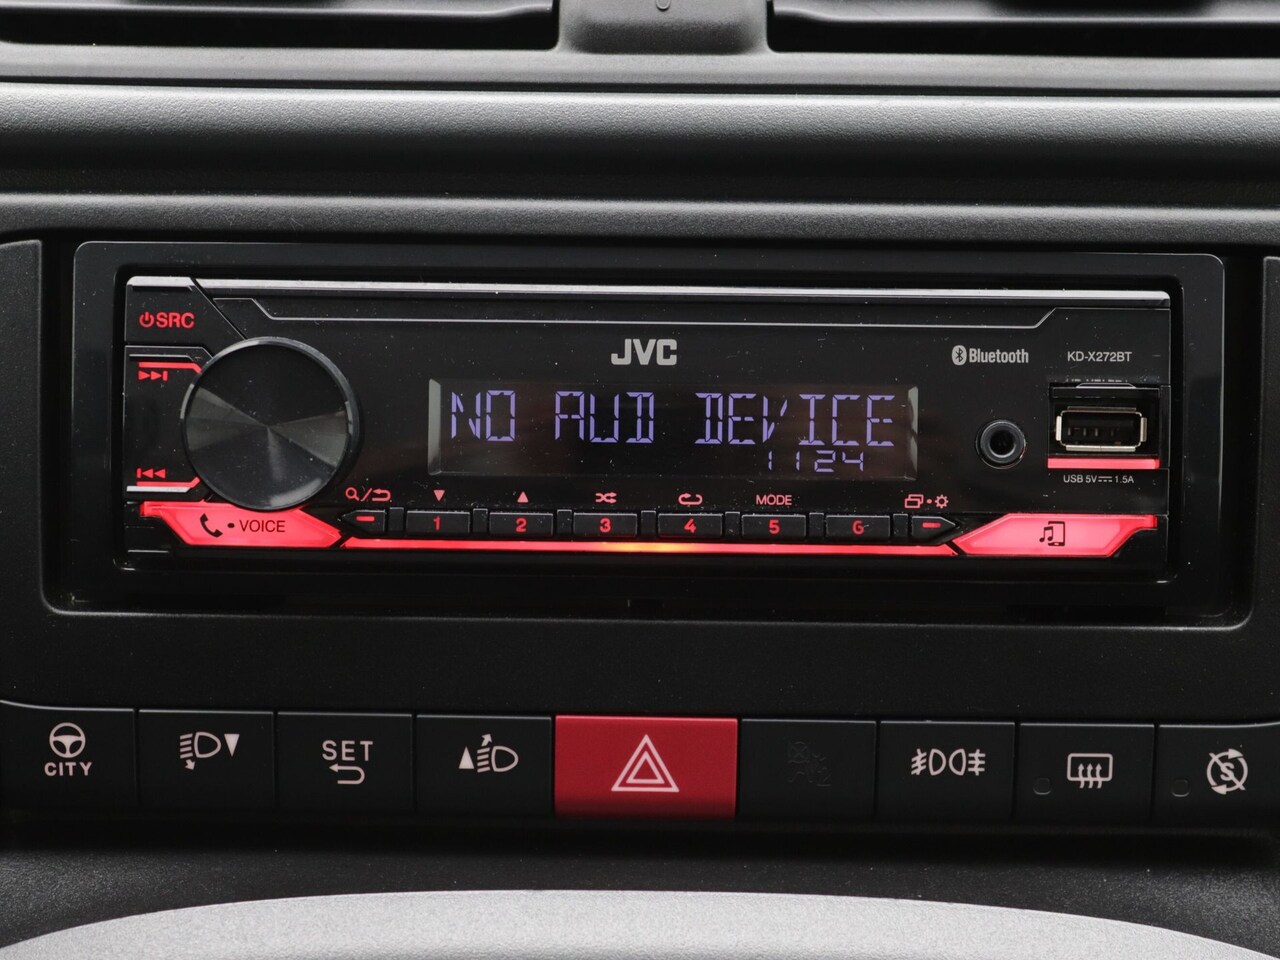 SRC
JVC
Bluetooth
KD-X272BT
NO AUD DEVICE
1124
USB 5V 1.5A
MODE
VOICE
1 2 3 4 5 6
CITY
SET